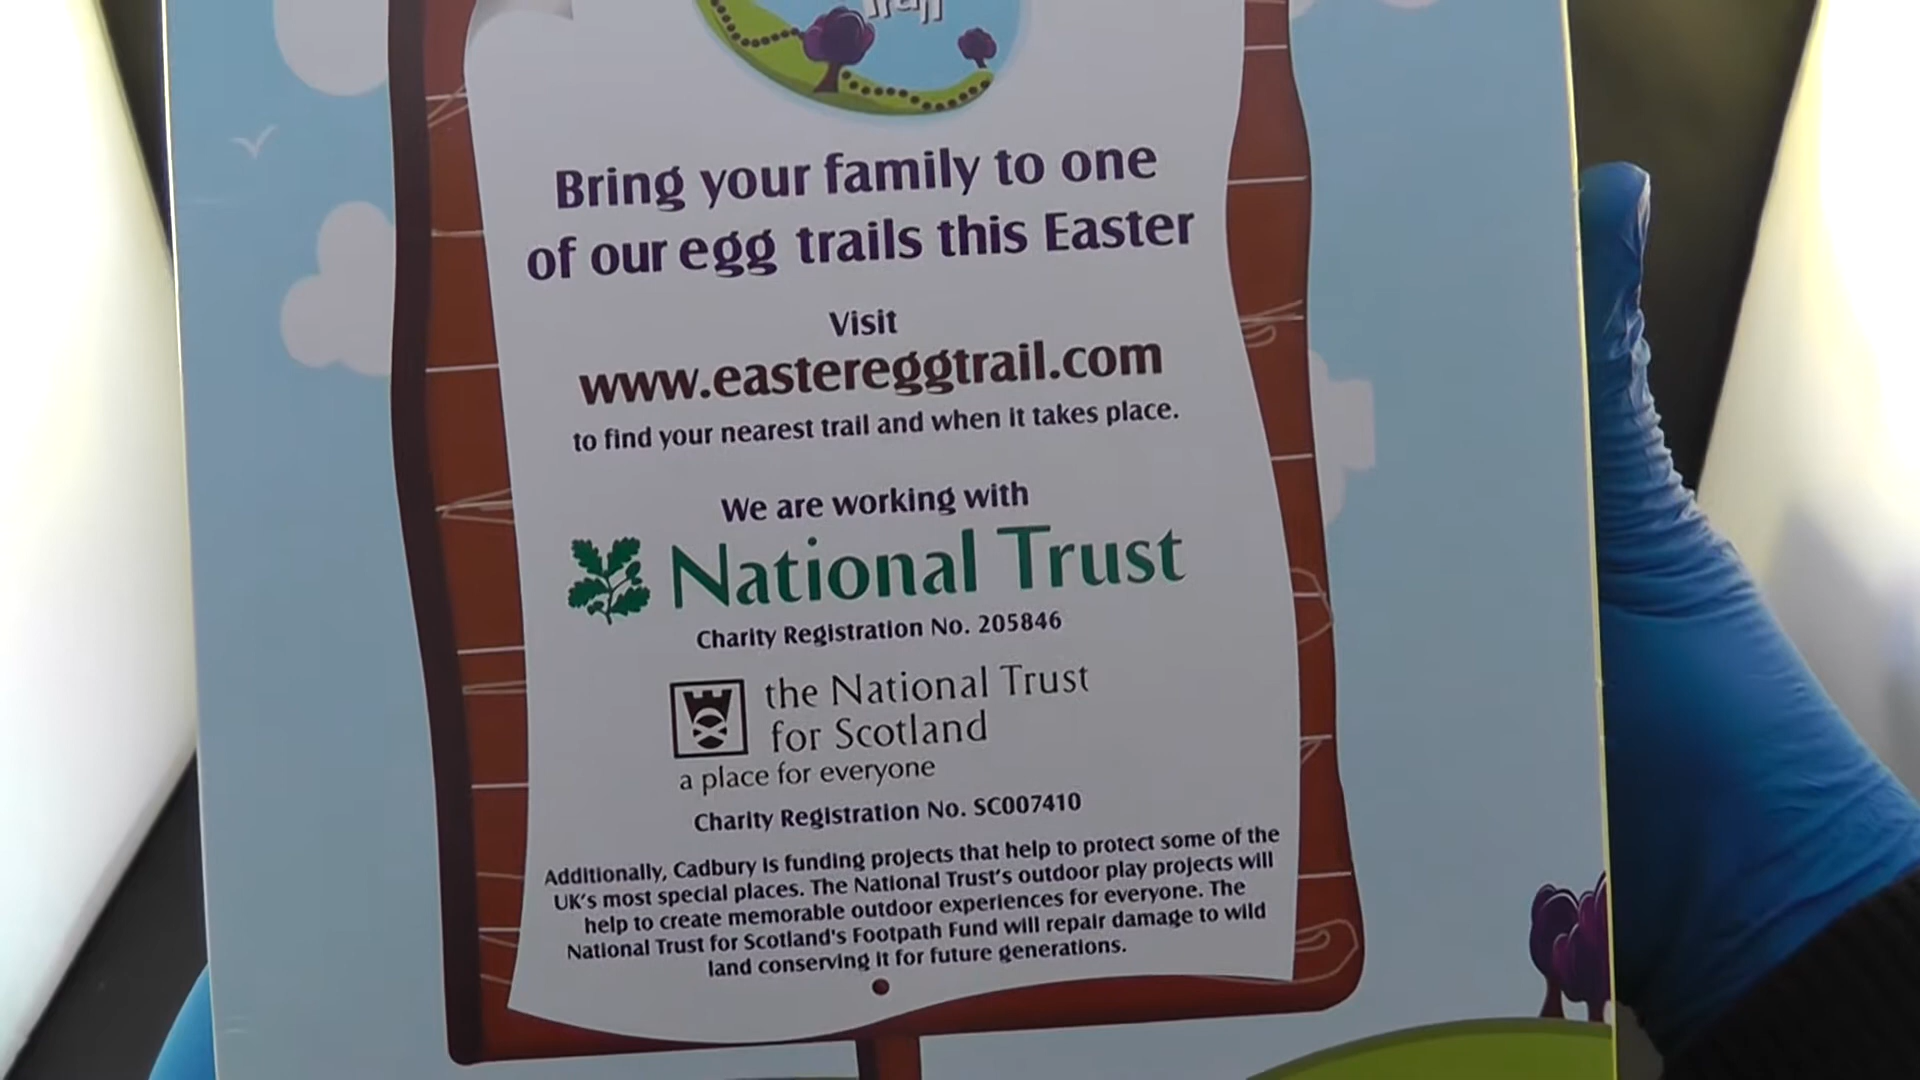 Trail
Bring your family to one
of our egg trails this Easter
Visit
www.eastereggtrail.com
to find your nearest trail and when it takes place.
We are working with
National Trust
Charity Registration No. 205846
the National Trust
for Scotland
a place for everyone
Charity Registration No. SC007410
Additionally, Cadbury is funding projects that help to protect some of the
UK's most special places. The National Trust's outdoor play projects will
help to create memorable outdoor experiences for everyone. The
National Trust for Scotland's Footpath Fund will repair damage to wild
land conserving it for future generations.